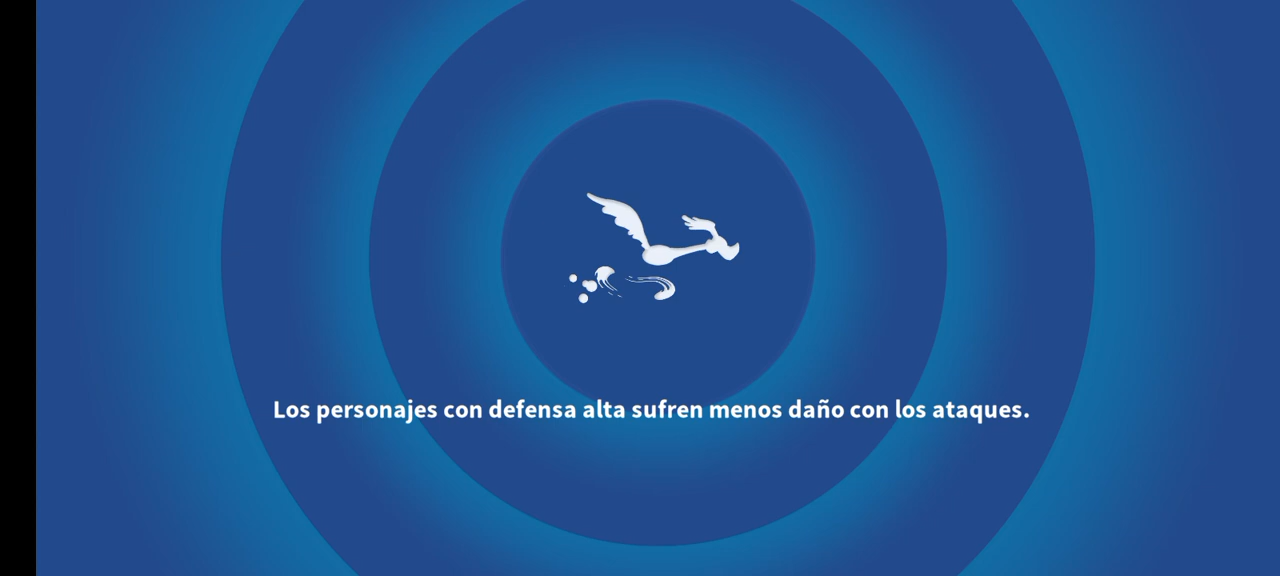 Los personajes con defensa alta sufren menos daño con los ataques.